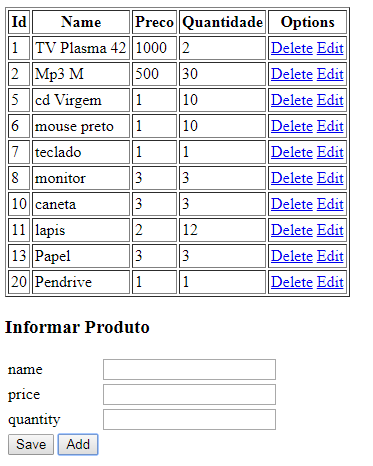 Id Name Preco Quantidade Options
1 TV Plasma 42 1000 2 Delete Edit
2 Mp3 M 500 30 Delete Edit
5 cd Virgem 1 10 Delete Edit
6 mouse preto 1 10 Delete Edit
7 teclado 1 1 Delete Edit
8 monitor 3 3 Delete Edit
10 caneta 3 3 Delete Edit
11 lapis 2 12 Delete Edit
13 Papel 3 3 Delete Edit
20 Pendrive 1 1 Delete Edit
Informar Produto
name
price
quantity
Save Add